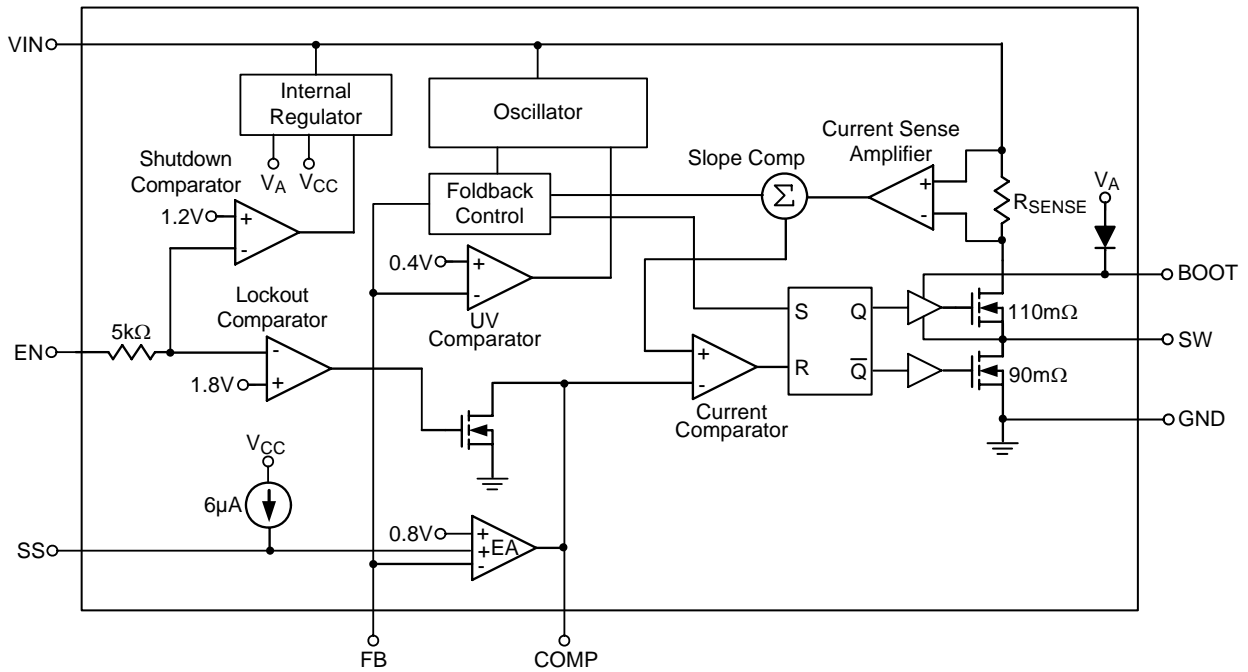 VIN
Internal
Regulator
Oscillator
Shutdown
Comparator
VA
VCC
Foldback
Control
Slope Comp
Σ
Current Sense
Amplifier
+
-
RSENSE
VA
1.2V
+
-
0.4V
+
-
UV
Comparator
BOOT
Lockout
Comparator
S
Q
110mΩ
5kΩ
EN
-
+
1.8V
SW
+
-
R
Q̅
90mΩ
Current
Comparator
GND
VCC
6µA
SS
0.8V
+
+
-
EA
FB
COMP